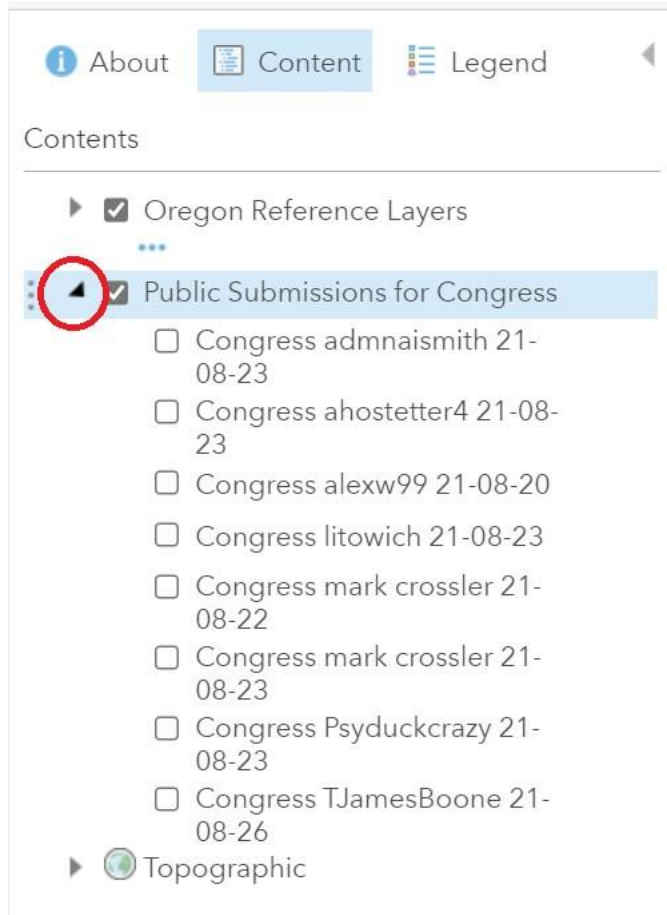 About Content Legend
Contents
Oregon Reference Layers
Public Submissions for Congress
Congress admnaismith 21-
08-23
Congress ahostetter4 21-08-
23
Congress alexw99 21-08-20
Congress litowich 21-08-23
Congress mark crossler 21-
08-22
Congress mark crossler 21-
08-23
Congress Psyduckcrazy 21-
08-23
Congress TJamesBoone 21-
08-26
Topographic